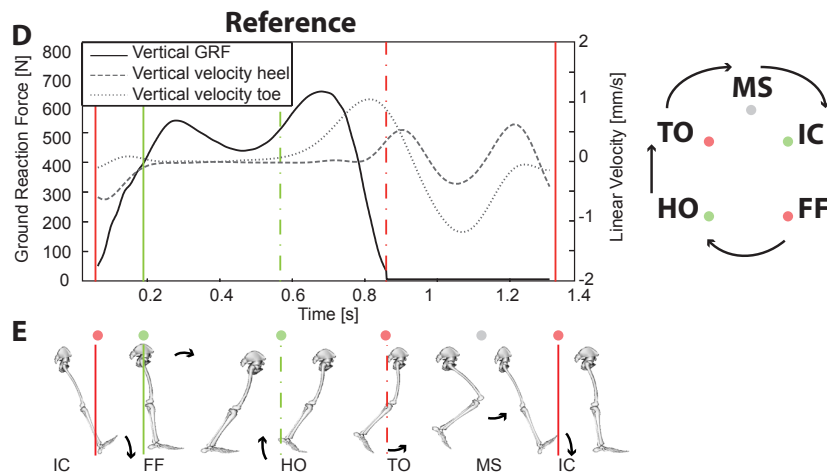 D
Reference
Vertical GRF
Vertical velocity heel
Vertical velocity toe
Ground Reaction Force [N]
800
700
600
500
400
300
200
100
0
0.2
0.4
0.6
0.8
1
1.2
1.4
Time [s]
2
1
0
-1
-2
Linear Velocity [mm/s]
MS
TO
IC
HO
FF
E
IC
FF
HO
TO
MS
IC